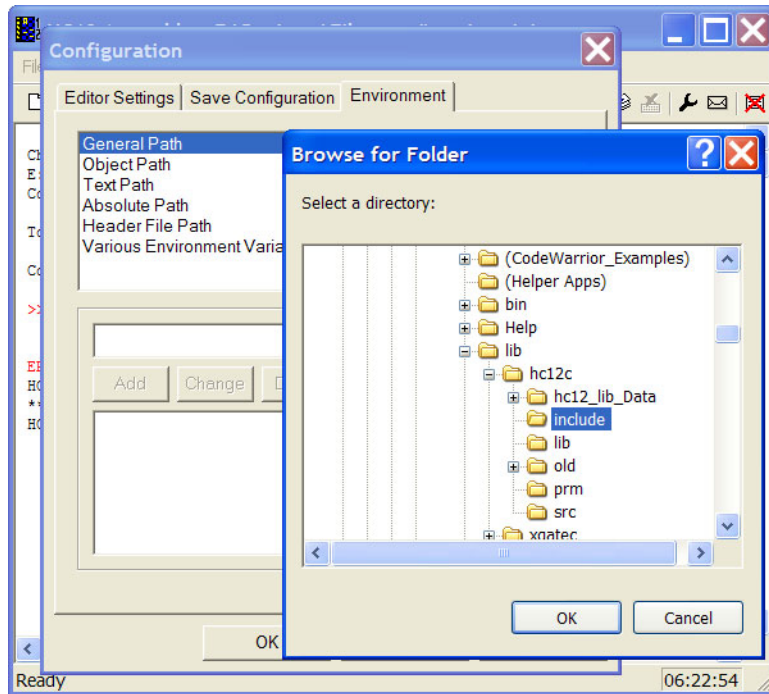 Configuration
File
Editor Settings
Save Configuration
Environment
General Path
Object Path
Text Path
Absolute Path
Header File Path
Various Environment Varia
Add
Change
OK
Browse for Folder
Select a directory:
(CodeWarrior_Examples)
(Helper Apps)
bin
Help
lib
hc12c
hc12_lib_Data
include
lib
old
prm
src
xgatec
OK
Cancel
Ready
06:22:54